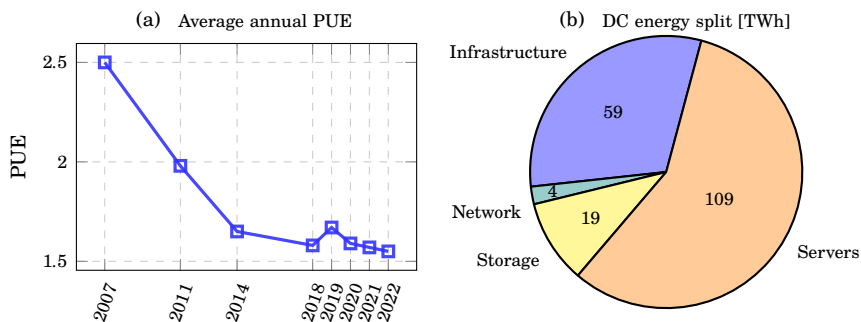 (a) Average annual PUE
PUE
2.5
2
1.5
2007
2011
2014
2018
2019
2020
2021
2022
(b) DC energy split [TWh]
Infrastructure
59
4
Network
19
Storage
109
Servers